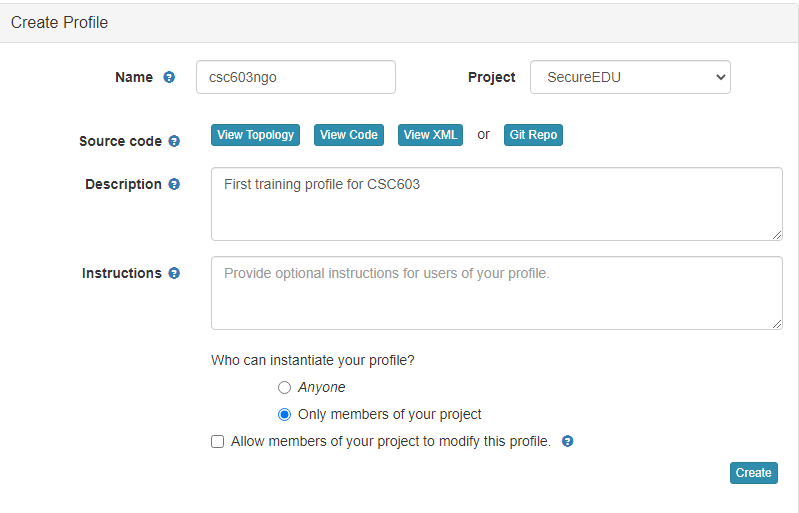 Create Profile
Name csc603ngo Project SecureEDU
Source code View Topology View Code View XML or Git Repo
Description First training profile for CSC603
Instructions Provide optional instructions for users of your profile.
Who can instantiate your profile?
Anyone
Only members of your project
Allow members of your project to modify this profile.
Create